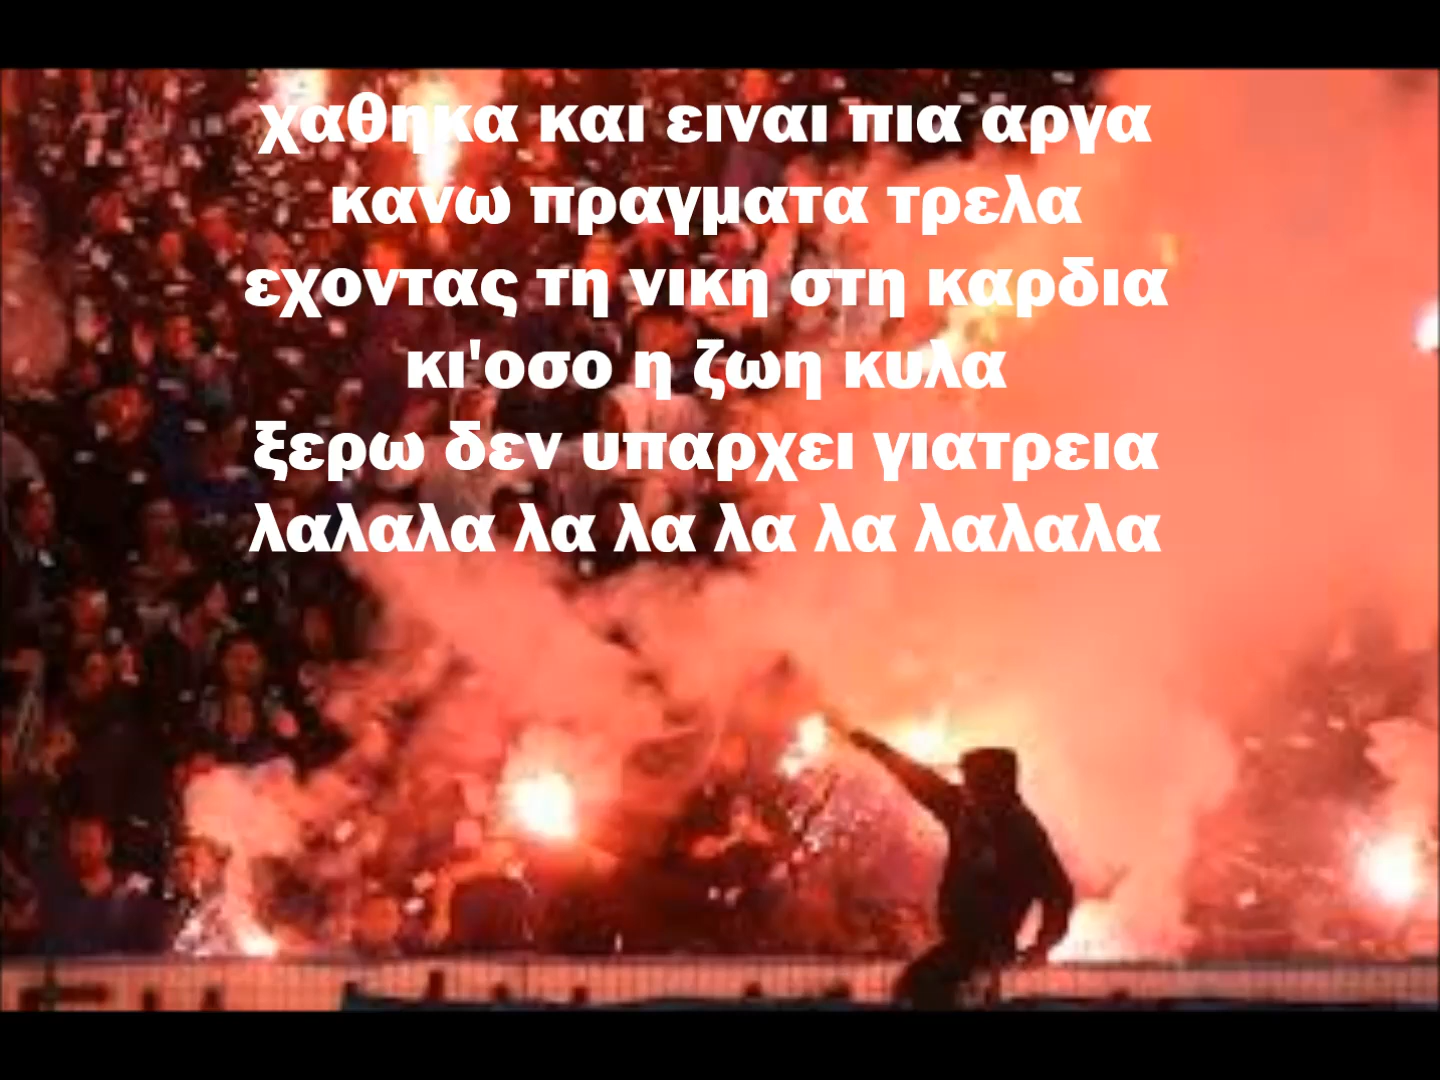 χαθηκα και ειναι πια αργα
κανω πραγματα τρελα
εχοντας τη νικη στη καρδια
κι'οσο η ζωη κυλα
ξερω δεν υπαρχει γιατρεια
λαλαλα λα λα λα λα λαλαλα